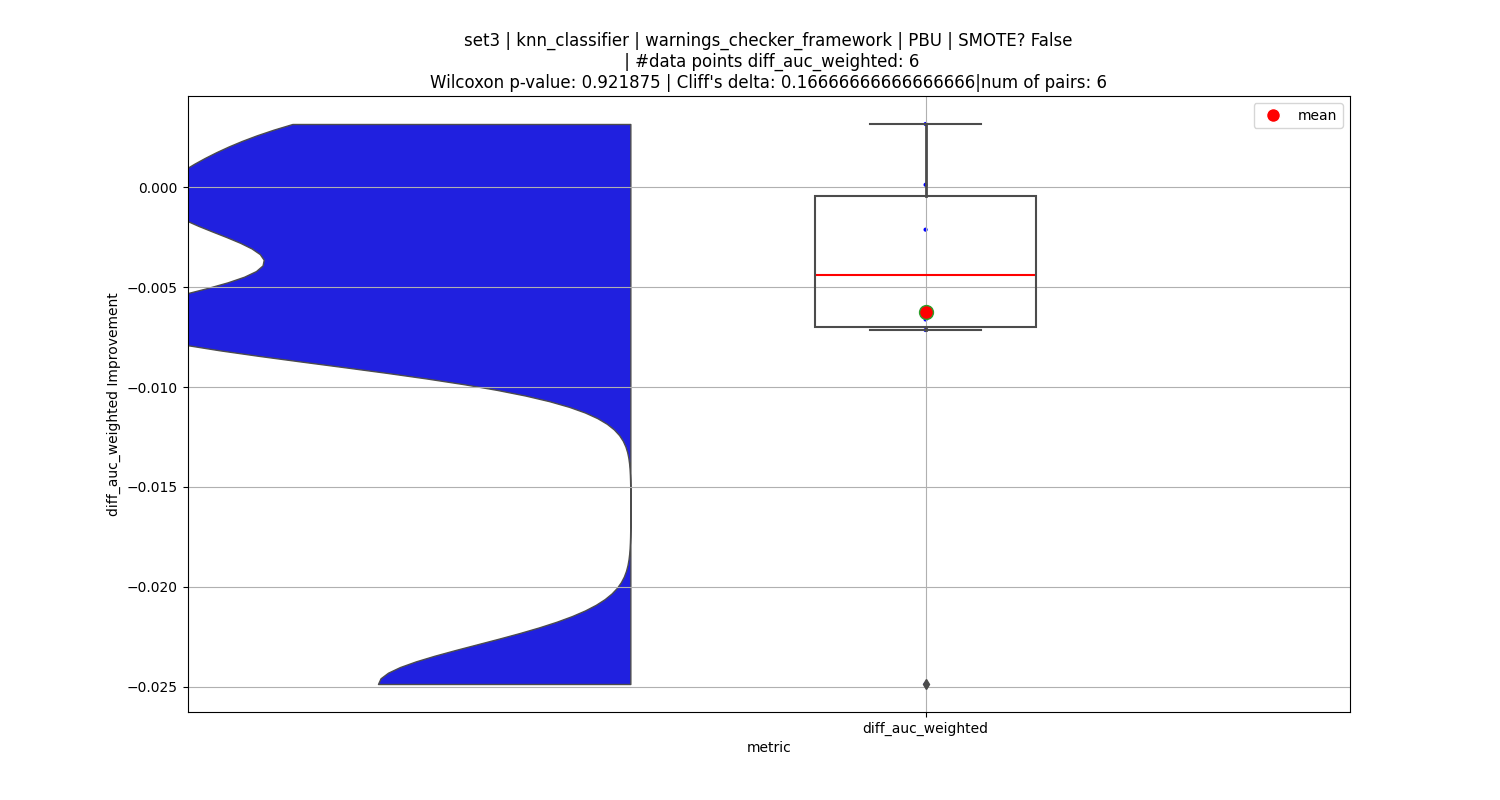 set3 | knn_classifier | warnings_checker_framework | PBU | SMOTE? False
| #data points diff_auc_weighted: 6
Wilcoxon p-value: 0.921875 | Cliff's delta: 0.16666666666666666|num of pairs: 6
mean
0.000
−0.005
−0.010
−0.015
−0.020
−0.025
diff_auc_weighted Improvement
diff_auc_weighted
metric